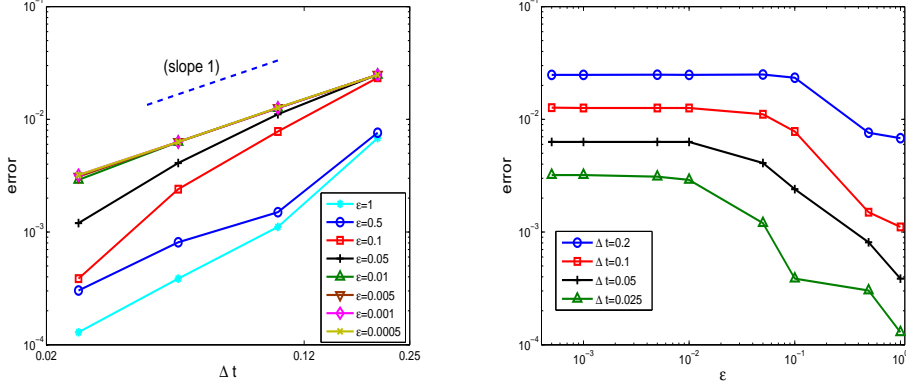 10^-1
10^-2
10^-3
10^-4
error
(slope 1)
ε=1
ε=0.5
ε=0.1
ε=0.05
ε=0.01
ε=0.005
ε=0.001
ε=0.0005
0.02
0.12
0.25
Δ t
10^-1
10^-2
10^-3
10^-4
error
Δ t=0.2
Δ t=0.1
Δ t=0.05
Δ t=0.025
10^-3
10^-2
10^-1
10^0
ε